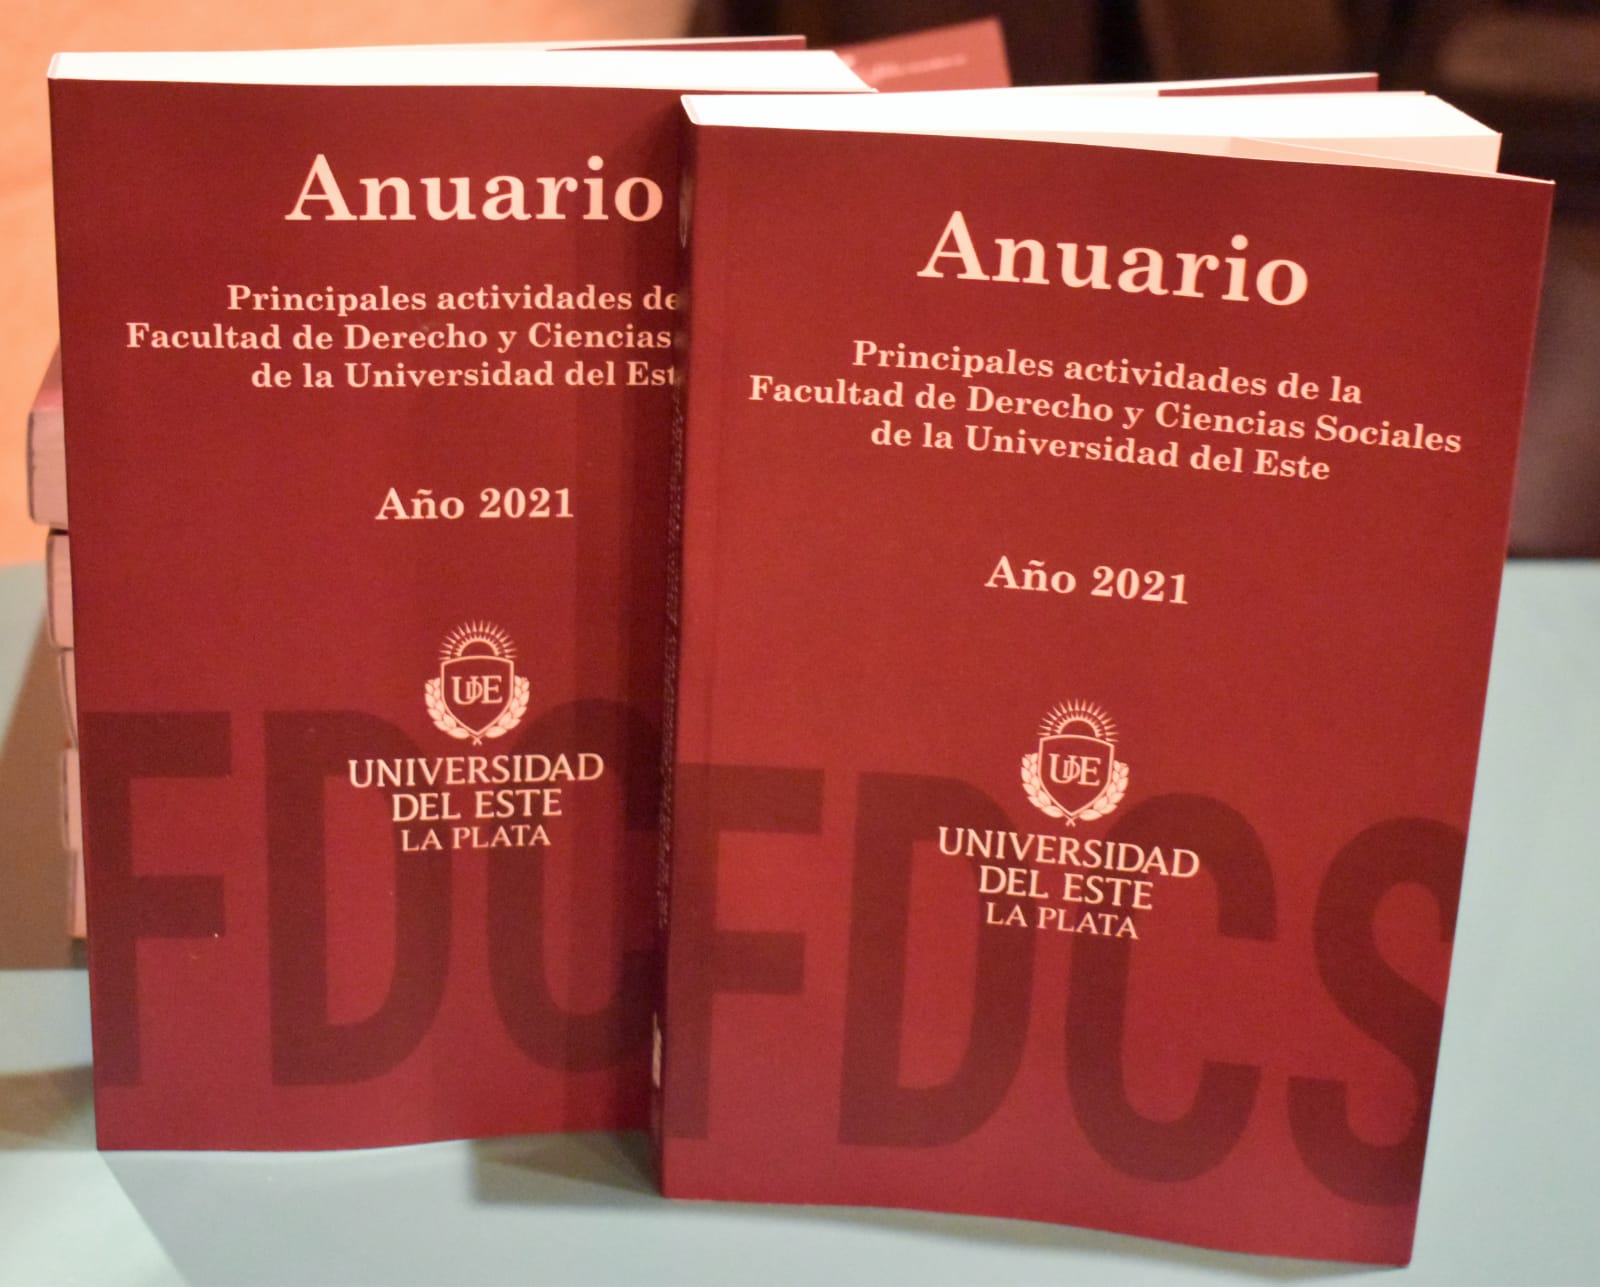 Anuario
Principales actividades de
Facultad de Derecho y Ciencias
de la Universidad del Est
Año 2021
UDE
UNIVERSIDAD
DEL ESTE
LA PLATA
FDC
Anuario
Principales actividades de la
Facultad de Derecho y Ciencias Sociales
de la Universidad del Este
Año 2021
UDE
UNIVERSIDAD
DEL ESTE
LA PLATA
FDCS